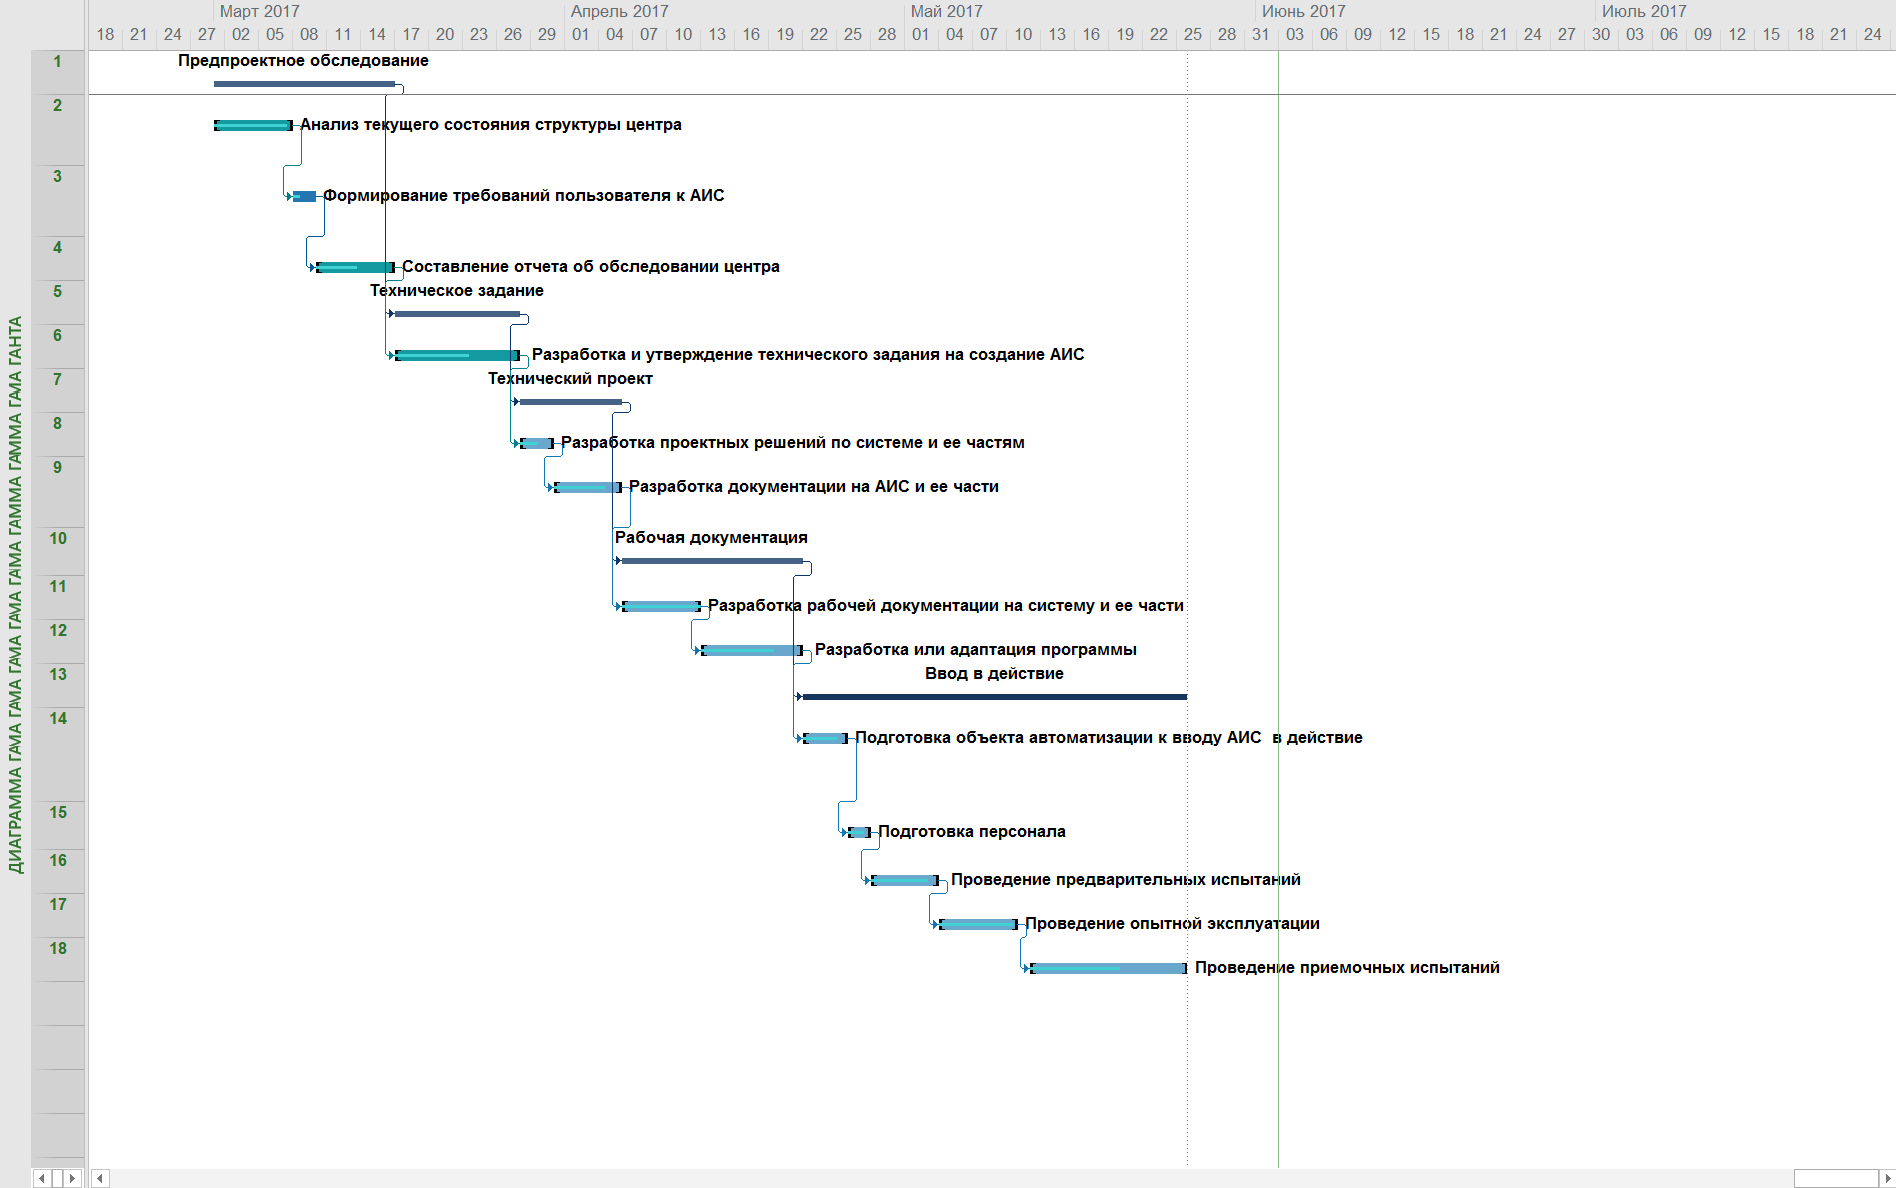 Март 2017 Апрель 2017 Май 2017 Июнь 2017 Июль 2017
18 21 24 27 02 05 08 11 14 17 20 23 26 29 01 04 07 10 13 16 19 22 25 28 01 04 07 10 13 16 19 22 25 28 31 03 06 09 12 15 18 21 24 27 30 03 06 09 12 15 18 21 24
ДИАГРАММА ГАМА ГАМА ГАММА ГАМА ГАМА ГАММА ГАММА ГАМА ГАНТА
1 Предпроектное обследование
2 Анализ текущего состояния структуры центра
3 Формирование требований пользователя к АИС
4 Составление отчета об обследовании центра
5 Техническое задание
6 Разработка и утверждение технического задания на создание АИС
7 Технический проект
8 Разработка проектных решений по системе и ее частям
9 Разработка документации на АИС и ее части
10 Рабочая документация
11 Разработка рабочей документации на систему и ее части
12 Разработка или адаптация программы
13 Ввод в действие
14 Подготовка объекта автоматизации к вводу АИС  в действие
15 Подготовка персонала
16 Проведение предварительных испытаний
17 Проведение опытной эксплуатации
18 Проведение приемочных испытаний